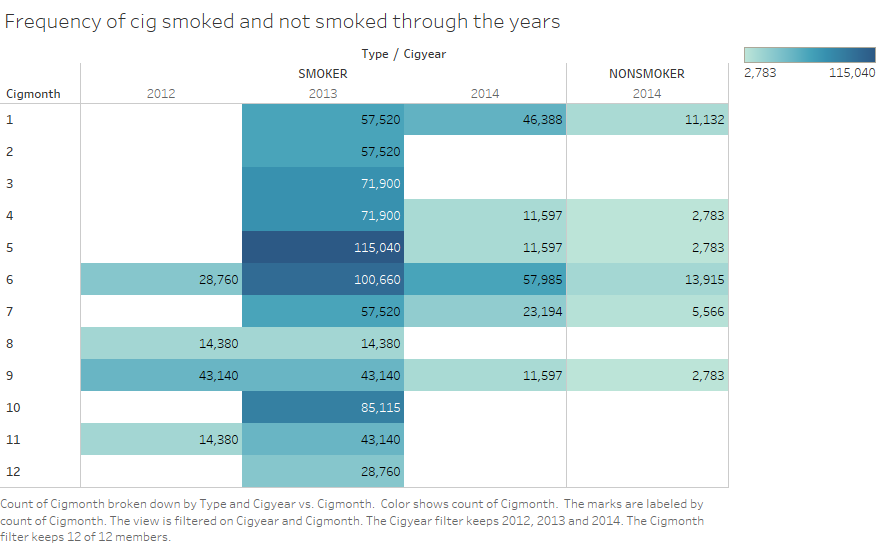 Frequency of cig smoked and not smoked through the years
Type / Cigyear
SMOKER NONSMOKER
Cigmonth 2012 2013 2014 2014
2,783 115,040
1 57,520 46,388 11,132
2 57,520
3 71,900
4 71,900 11,597 2,783
5 115,040 11,597 2,783
6 28,760 100,660 57,985 13,915
7 57,520 23,194 5,566
8 14,380 14,380
9 43,140 43,140 11,597 2,783
10 85,115
11 14,380 43,140
12 28,760
Count of Cigmonth broken down by Type and Cigyear vs. Cigmonth. Color shows count of Cigmonth. The marks are labeled by
count of Cigmonth. The view is filtered on Cigyear and Cigmonth. The Cigyear filter keeps 2012, 2013 and 2014. The Cigmonth
filter keeps 12 of 12 members.